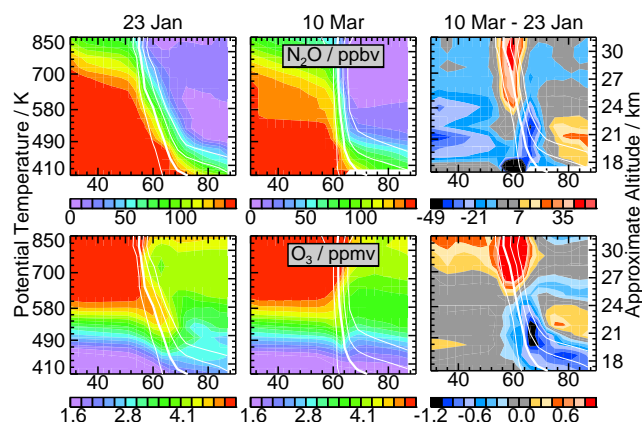 23 Jan 10 Mar 10 Mar - 23 Jan
Potential Temperature / K
Approximate Altitude / km
850
700
580
490
410
N2O / ppbv
30
27
24
21
18
40 60 80 40 60 80 40 60 80
0 50 100 0 50 100 -49 -21 7 35
850
700
580
490
410
O3 / ppmv
30
27
24
21
18
40 60 80 40 60 80 40 60 80
1.6 2.8 4.1 1.6 2.8 4.1 -1.2 -0.6 0.0 0.6